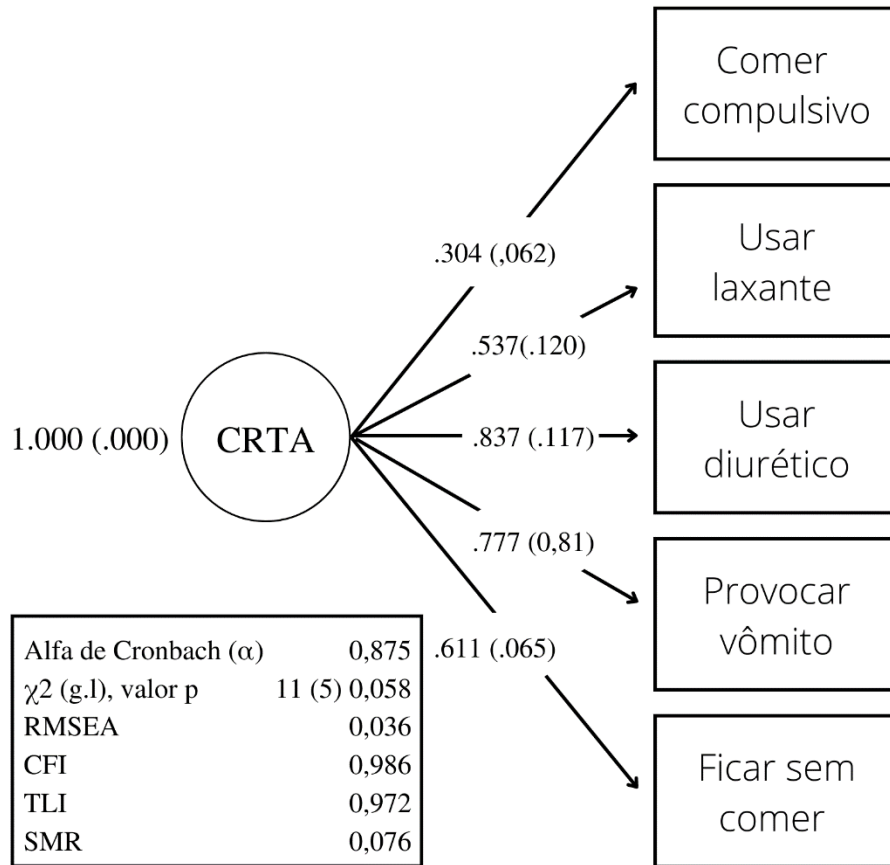 Comer
compulsivo
.304 (,062)
Usar
laxante
.537(.120)
1.000 (.000)
CRTA
.837 (.117)
Usar
diurético
.777 (0,81)
Provocar
vômito
.611 (.065)
Ficar sem
comer
Alfa de Cronbach (α) 0,875
χ2 (g.l), valor p 11 (5) 0,058
RMSEA 0,036
CFI 0,986
TLI 0,972
SMR 0,076